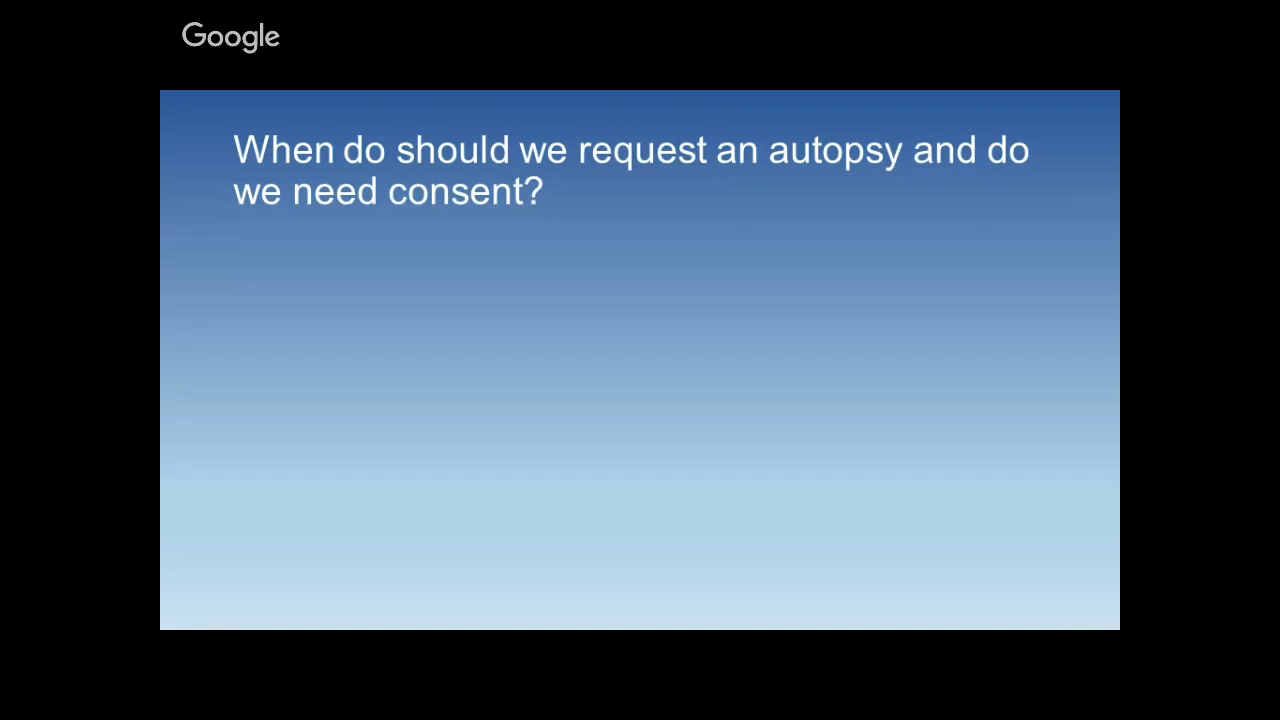 Google
When do should we request an autopsy and do
we need consent?